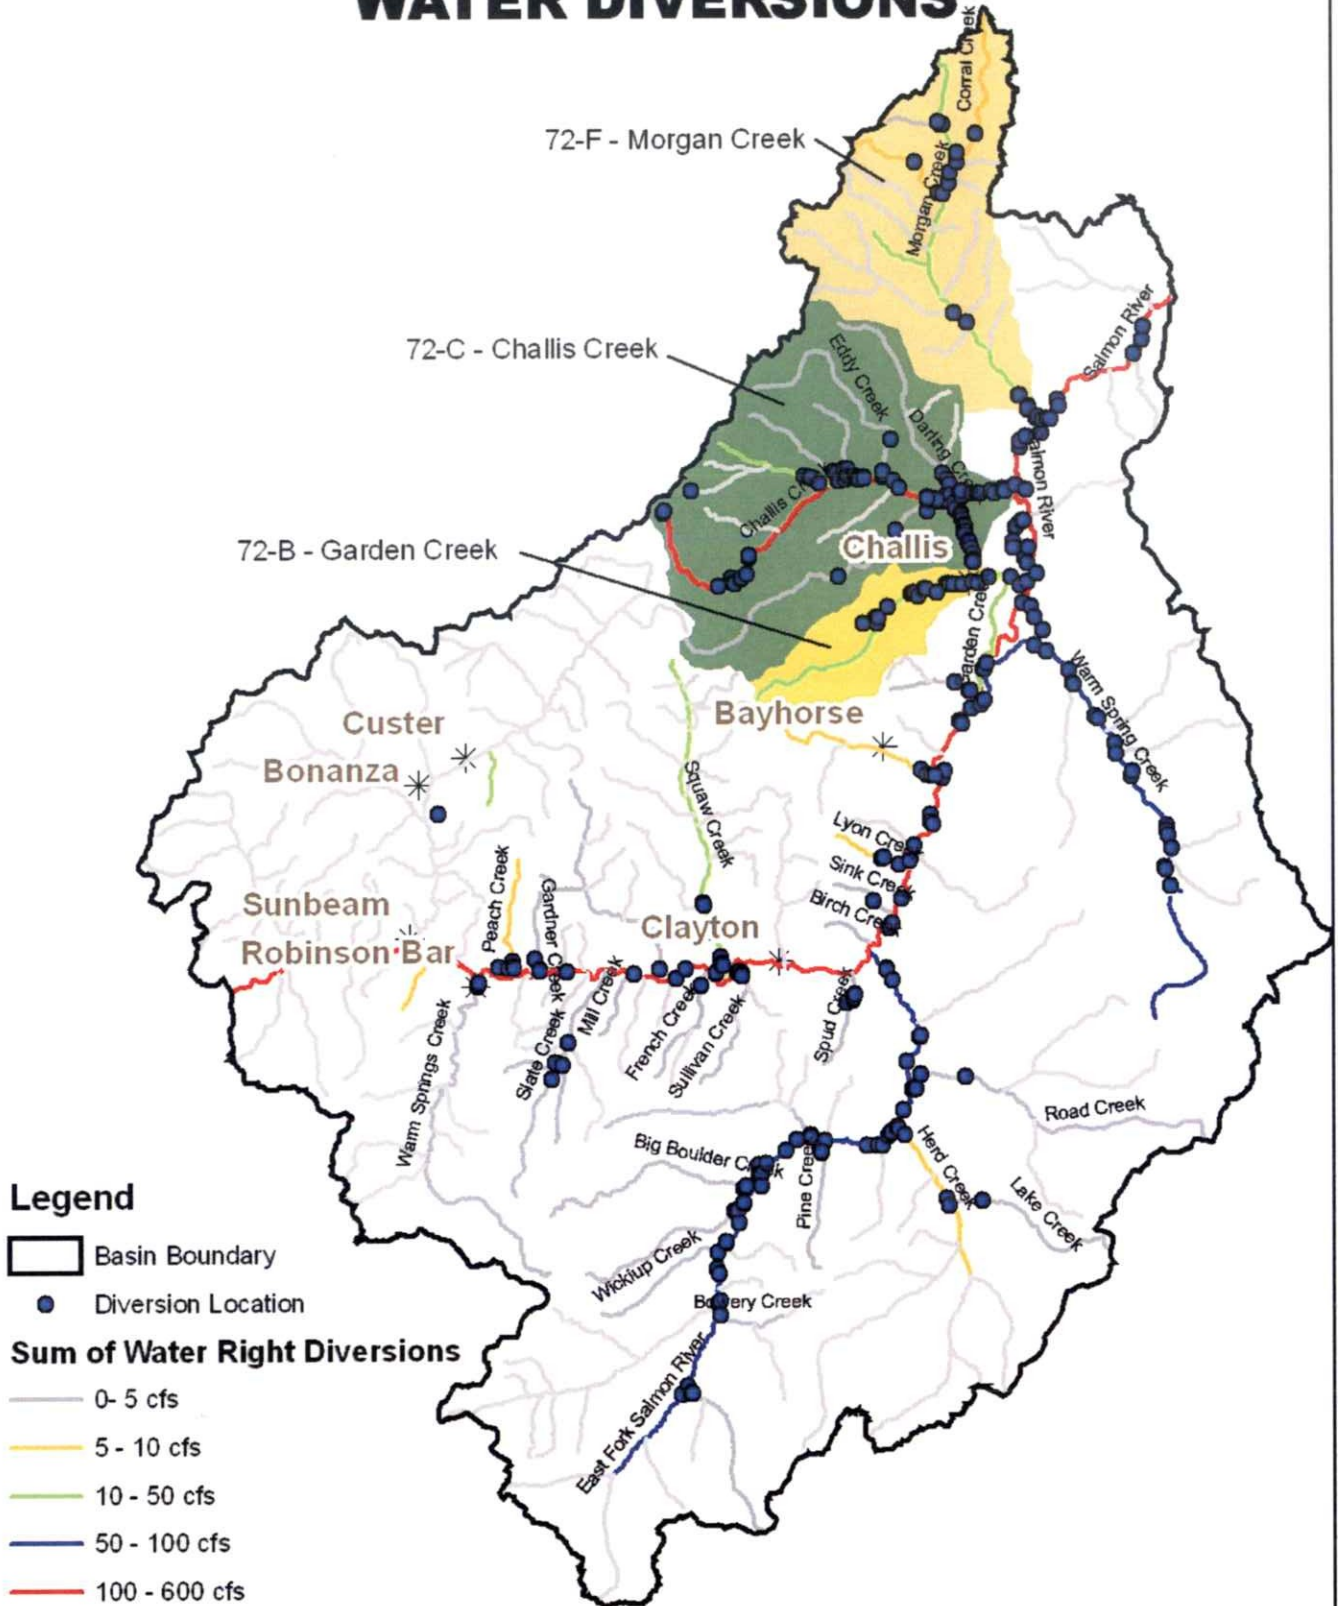 WATER DIVERSIONS
Corral Creek
72-F - Morgan Creek
Morgan Creek
Salmon River
72-C - Challis Creek
Eddy Creek
Darling Cre
Salmon River
Challis Cr
Challis
72-B - Garden Creek
Garden Cree
Warm Spring Creek
Bayhorse
Custer
Bonanza
Squaw Creek
Lyon Creek
Sink Creek
Birch Creek
Peach Creek
Gardner Creek
Sunbeam
Clayton
Robinson Bar
Warm Springs Creek
Slate Creek
Mill Creek
French Creek
Sullivan Creek
Spud Creek
Road Creek
Big Boulder Creek
Pine Creek
Herd Creek
Lake Creek
Wickiup Creek
Bowery Creek
East Fork Salmon River
Legend
Basin Boundary
Diversion Location
Sum of Water Right Diversions
0- 5 cfs
5 - 10 cfs
10 - 50 cfs
50 - 100 cfs
100 - 600 cfs